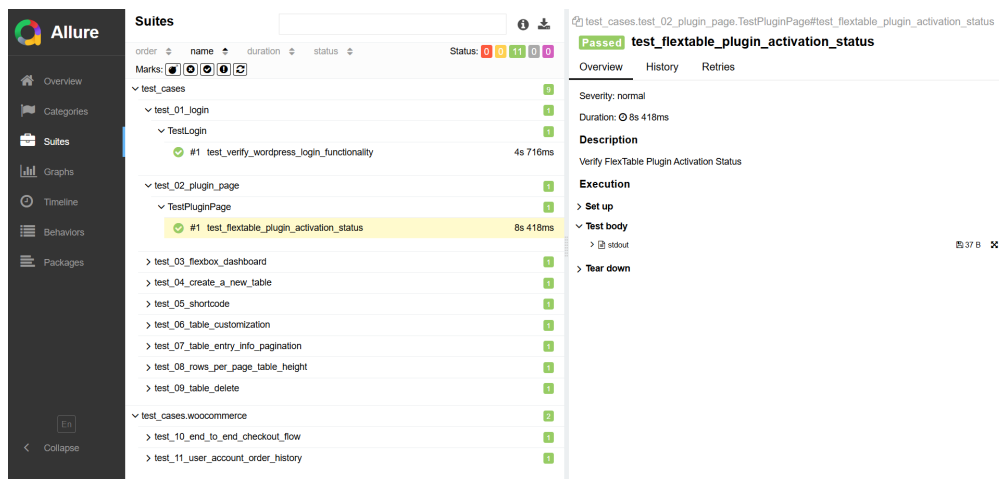 Allure
Overview
Categories
Suites
Graphs
Timeline
Behaviors
Packages
En
Collapse
Suites
order name duration status Status: 0 0 11 0 0
Marks:
test_cases 9
test_01_login 1
TestLogin 1
#1 test_verify_wordpress_login_functionality 4s 716ms
test_02_plugin_page 1
TestPluginPage 1
#1 test_flextable_plugin_activation_status 8s 418ms
test_03_flexbox_dashboard 1
test_04_create_a_new_table 1
test_05_shortcode 1
test_06_table_customization 1
test_07_table_entry_info_pagination 1
test_08_rows_per_page_table_height 1
test_09_table_delete 1
test_cases.woocommerce 2
test_10_end_to_end_checkout_flow 1
test_11_user_account_order_history 1
test_cases.test_02_plugin_page.TestPluginPage#test_flextable_plugin_activation_status
Passed test_flextable_plugin_activation_status
Overview History Retries
Severity: normal
Duration: 8s 418ms
Description
Verify FlexTable Plugin Activation Status
Execution
Set up
Test body
stdout 37 B
Tear down